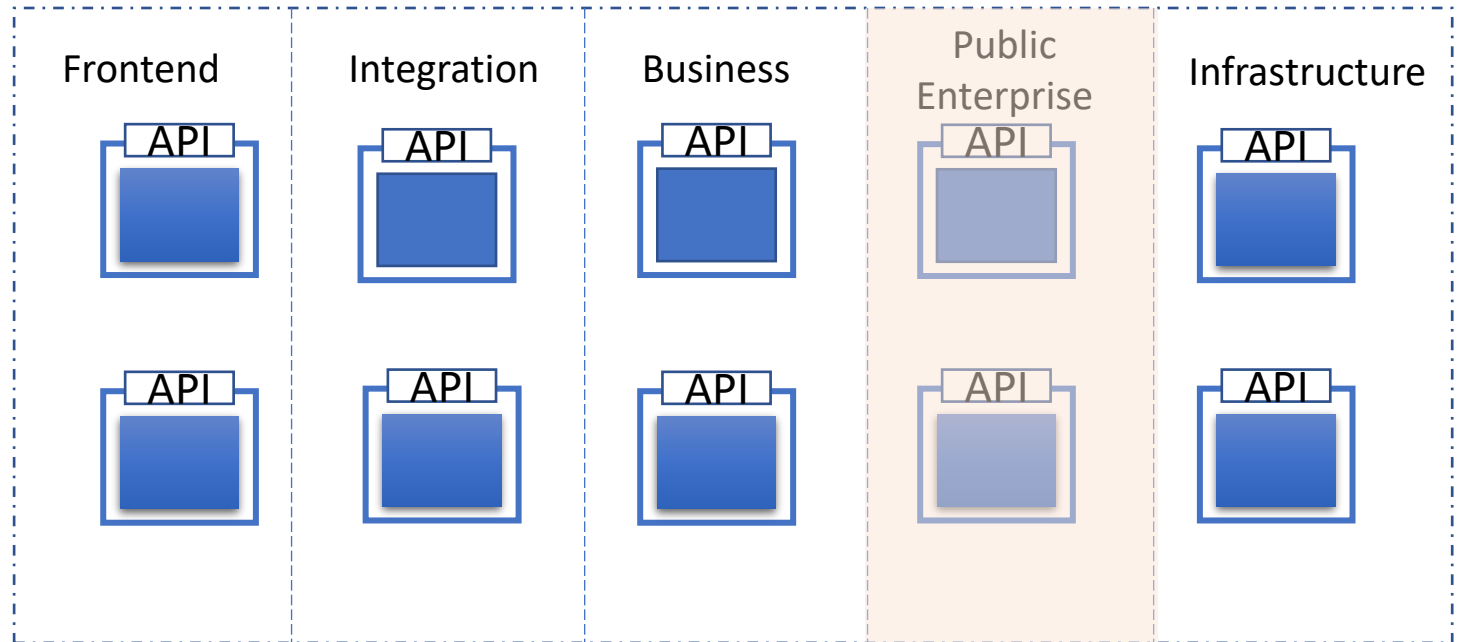 Frontend
Integration
Business
Public
Enterprise
Infrastructure
API
API
API
API
API
API
API
API
API
API